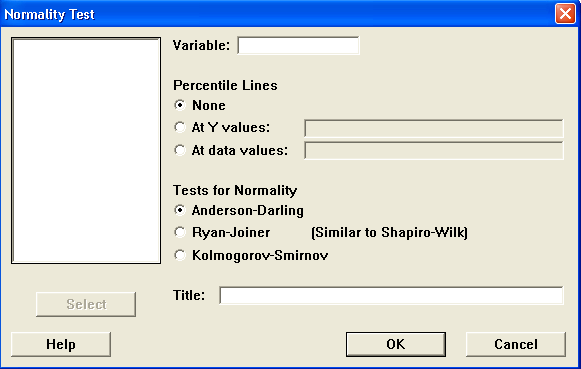 Normality Test
Variable:
Percentile Lines
None
At Y values:
At data values:
Tests for Normality
Anderson-Darling
Ryan-Joiner (Similar to Shapiro-Wilk)
Kolmogorov-Smirnov
Select
Title:
Help
OK
Cancel